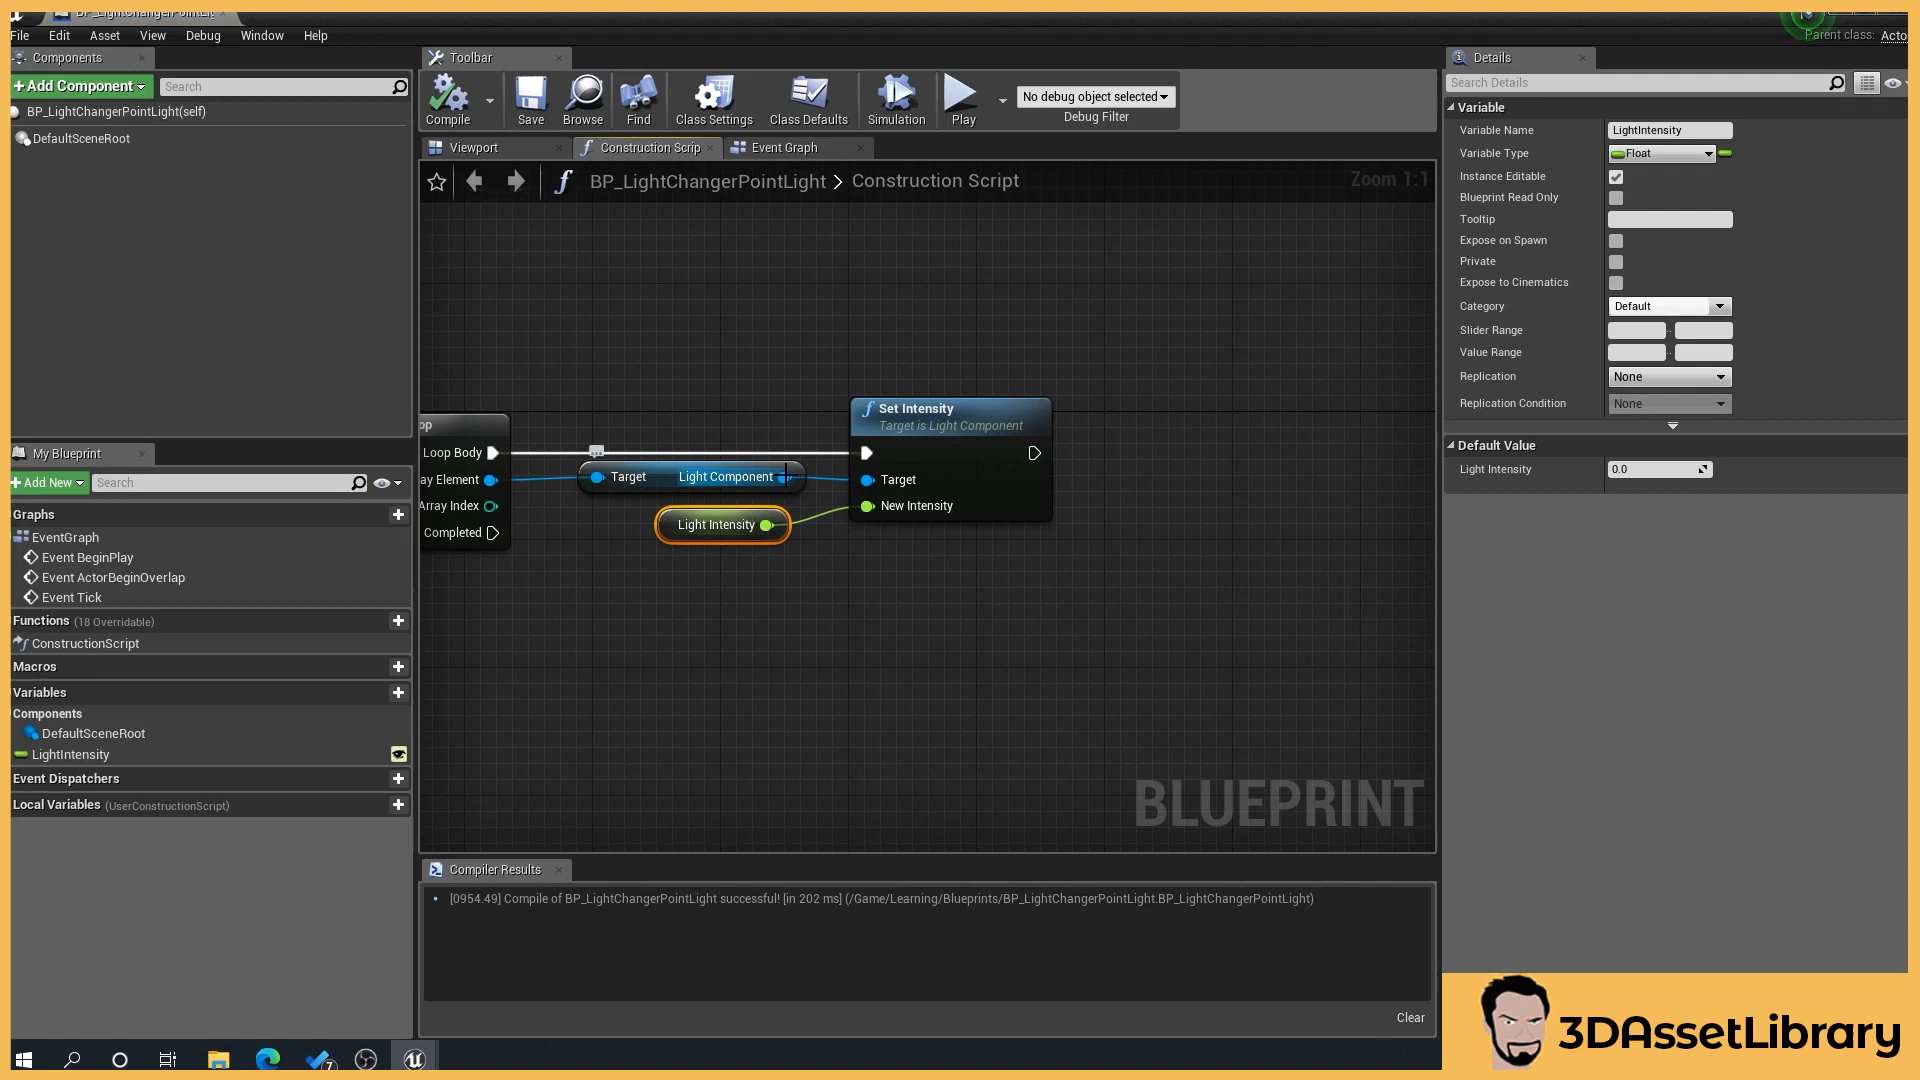 BP_LightChangerPointLi
File Edit Asset View Debug Window Help
Parent class: Acto
Components
Toolbar
Details
+ Add Component
Search
Compile
Save
Browse
Find
Class Settings
Class Defaults
Simulation
Play
No debug object selected
Debug Filter
Search Details
BP_LightChangerPointLight(self)
DefaultSceneRoot
Viewport
Construction Scrip
Event Graph
BP_LightChangerPointLight > Construction Script
Zoom 1:1
Variable
Variable Name LightIntensity
Variable Type Float
Instance Editable
Blueprint Read Only
Tooltip
Expose on Spawn
Private
Expose to Cinematics
Category Default
Slider Range
Value Range
Replication None
Replication Condition None
Default Value
Light Intensity 0.0
op
Loop Body
ay Element
Array Index
Completed
Target Light Component
Light Intensity
Set Intensity
Target is Light Component
Target
New Intensity
BLUEPRINT
My Blueprint
+ Add New
Search
Graphs
EventGraph
Event BeginPlay
Event ActorBeginOverlap
Event Tick
Functions (18 Overridable)
ConstructionScript
Macros
Variables
Components
DefaultSceneRoot
LightIntensity
Event Dispatchers
Local Variables (UserConstructionScript)
Compiler Results
[0954.49] Compile of BP_LightChangerPointLight successful! [in 202 ms] (/Game/Learning/Blueprints/BP_LightChangerPointLight.BP_LightChangerPointLight)
Clear
7
3DAssetLibrary